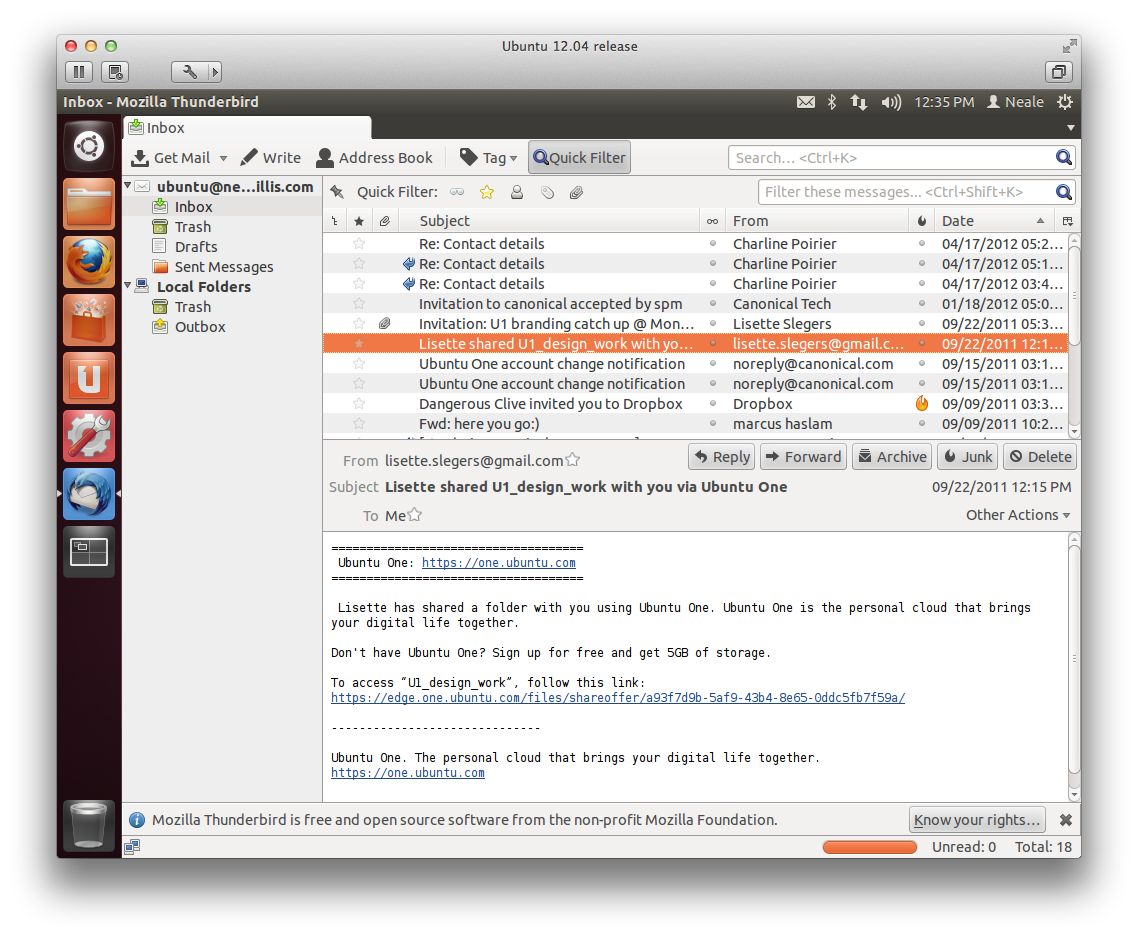 Ubuntu 12.04 release
Inbox - Mozilla Thunderbird 12:35 PM Neale
Inbox
Get Mail Write Address Book Tag Quick Filter Search... <Ctrl+K>
ubuntu@ne...illis.com
Inbox
Trash
Drafts
Sent Messages
Local Folders
Trash
Outbox
Quick Filter: Filter these messages... <Ctrl+Shift+K>
Subject From Date
Re: Contact details Charline Poirier 04/17/2012 05:2...
Re: Contact details Charline Poirier 04/17/2012 05:1...
Re: Contact details Charline Poirier 04/17/2012 03:4...
Invitation to canonical accepted by spm Canonical Tech 01/18/2012 05:0...
Invitation: U1 branding catch up @ Mon... Lisette Slegers 09/22/2011 05:3...
Lisette shared U1_design_work with yo... lisette.slegers@gmail.c... 09/22/2011 12:1...
Ubuntu One account change notification noreply@canonical.com 09/15/2011 03:1...
Ubuntu One account change notification noreply@canonical.com 09/15/2011 03:1...
Dangerous Clive invited you to Dropbox Dropbox 09/09/2011 03:3...
Fwd: here you go:) marcus haslam 09/09/2011 10:2...
From lisette.slegers@gmail.com Reply Forward Archive Junk Delete
Subject Lisette shared U1_design_work with you via Ubuntu One 09/22/2011 12:15 PM
To Me Other Actions
====================================
Ubuntu One: https://one.ubuntu.com
====================================
Lisette has shared a folder with you using Ubuntu One. Ubuntu One is the personal cloud that brings
your digital life together.
Don't have Ubuntu One? Sign up for free and get 5GB of storage.
To access “U1_design_work”, follow this link:
https://edge.one.ubuntu.com/files/shareoffer/a93f7d9b-5af9-43b4-8e65-0ddc5fb7f59a/
------------------------------
Ubuntu One. The personal cloud that brings your digital life together.
https://one.ubuntu.com
Mozilla Thunderbird is free and open source software from the non-profit Mozilla Foundation. Know your rights...
Unread: 0 Total: 18